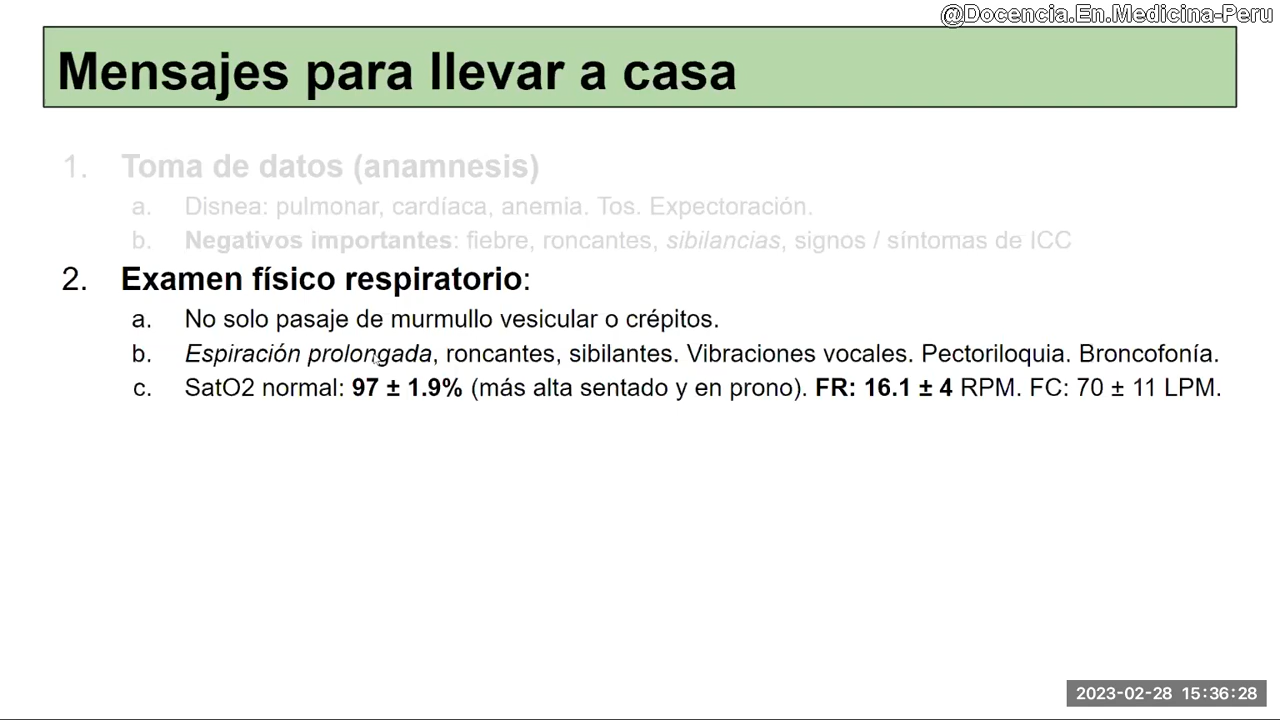 @Docencia.En.Medicina-Peru
Mensajes para llevar a casa
1. Toma de datos (anamnesis)
a. Disnea: pulmonar, cardíaca, anemia. Tos. Expectoración.
b. Negativos importantes: fiebre, roncantes, sibilancias, signos / síntomas de ICC
2. Examen físico respiratorio:
a. No solo pasaje de murmullo vesicular o crépitos.
b. Espiración prolongada, roncantes, sibilantes. Vibraciones vocales. Pectoriloquia. Broncofonía.
c. SatO2 normal: 97 ± 1.9% (más alta sentado y en prono). FR: 16.1 ± 4 RPM. FC: 70 ± 11 LPM.
2023-02-28 15:36:28